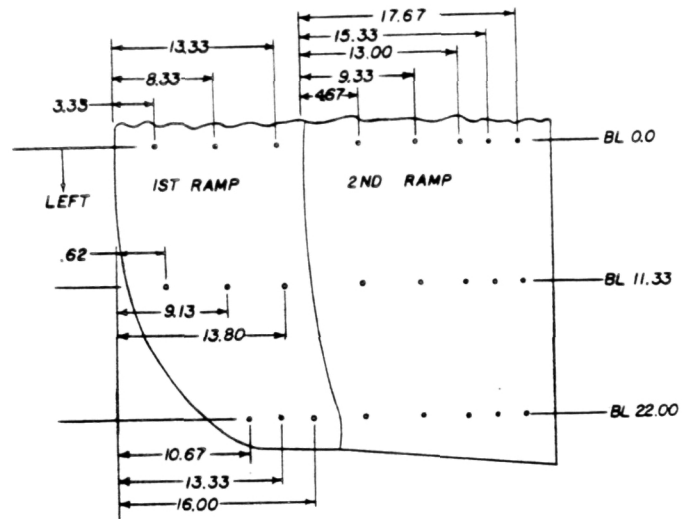 17.67
15.33
13.33
13.00
8.33
9.33
3.33
4.67
BL 0.0
1ST RAMP
2ND RAMP
LEFT
.62
BL 11.33
9.13
13.80
BL 22.00
10.67
13.33
16.00